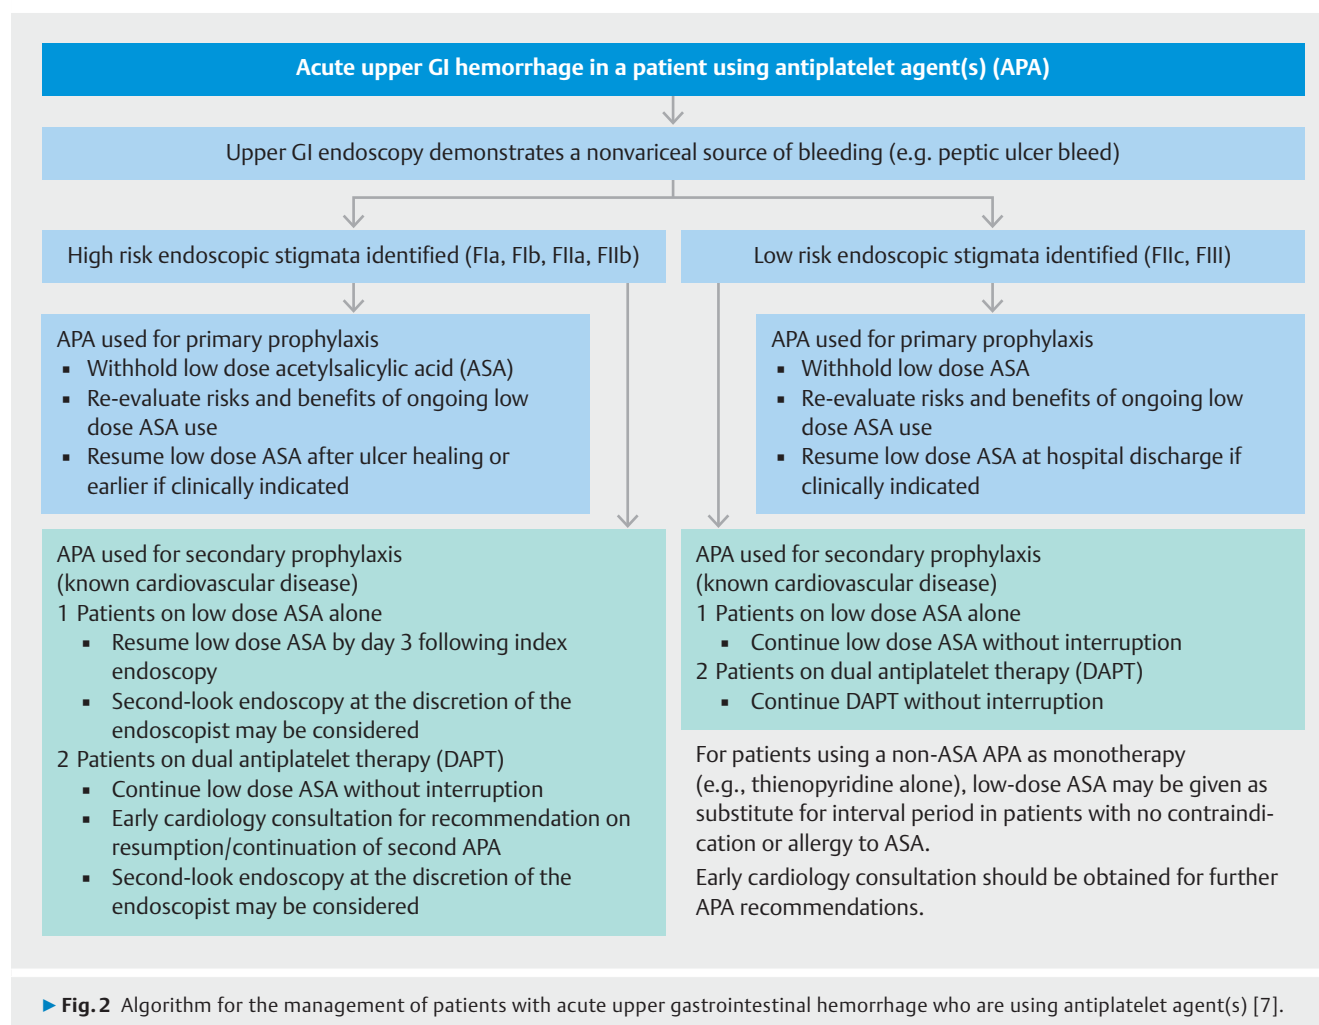 Acute upper GI hemorrhage in a patient using antiplatelet agent(s) (APA)
Upper GI endoscopy demonstrates a nonvariceal source of bleeding (e.g. peptic ulcer bleed)
High risk endoscopic stigmata identified (FIa, FIb, FIIa, FIIb)
Low risk endoscopic stigmata identified (FIIc, FIII)
APA used for primary prophylaxis
▪ Withhold low dose acetylsalicylic acid (ASA)
▪ Re-evaluate risks and benefits of ongoing low
dose ASA use
▪ Resume low dose ASA after ulcer healing or
earlier if clinically indicated
APA used for primary prophylaxis
▪ Withhold low dose ASA
▪ Re-evaluate risks and benefits of ongoing low
dose ASA use
▪ Resume low dose ASA at hospital discharge if
clinically indicated
APA used for secondary prophylaxis
(known cardiovascular disease)
1 Patients on low dose ASA alone
▪ Resume low dose ASA by day 3 following index
endoscopy
▪ Second-look endoscopy at the discretion of the
endoscopist may be considered
2 Patients on dual antiplatelet therapy (DAPT)
▪ Continue low dose ASA without interruption
▪ Early cardiology consultation for recommendation on
resumption/continuation of second APA
▪ Second-look endoscopy at the discretion of the
endoscopist may be considered
APA used for secondary prophylaxis
(known cardiovascular disease)
1 Patients on low dose ASA alone
▪ Continue low dose ASA without interruption
2 Patients on dual antiplatelet therapy (DAPT)
▪ Continue DAPT without interruption
For patients using a non-ASA APA as monotherapy
(e.g., thienopyridine alone), low-dose ASA may be given as
substitute for interval period in patients with no contraindi-
cation or allergy to ASA.
Early cardiology consultation should be obtained for further
APA recommendations.
▶ Fig. 2 Algorithm for the management of patients with acute upper gastrointestinal hemorrhage who are using antiplatelet agent(s) [7].